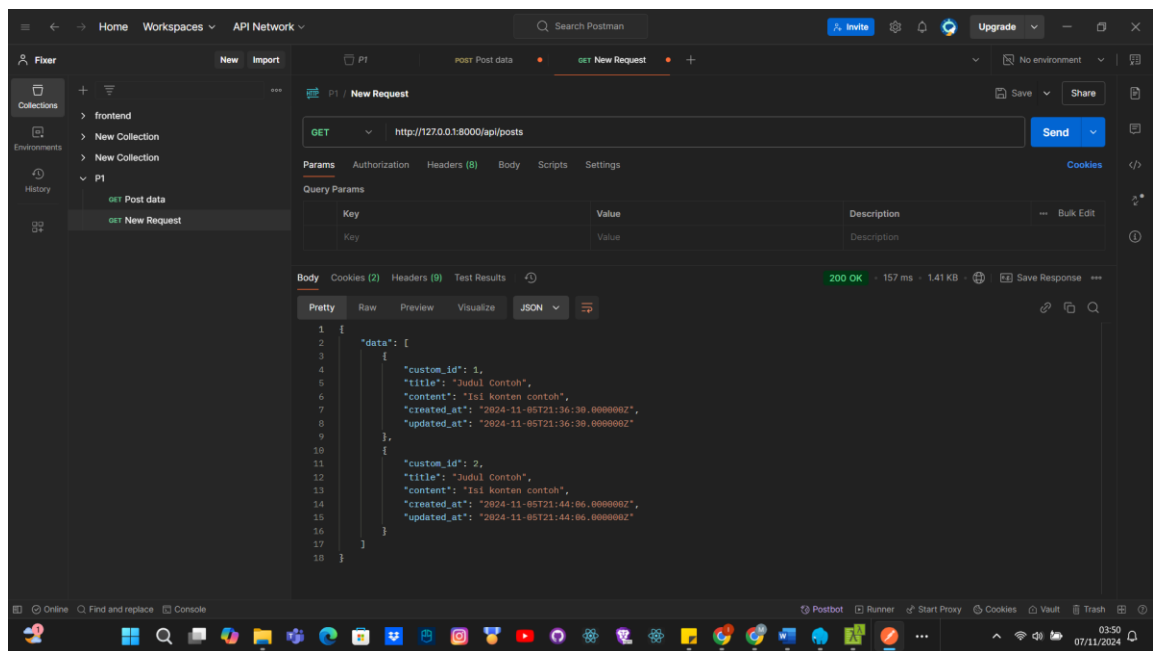 Home Workspaces API Network Search Postman Invite Upgrade
Fixer New Import P1 POST Post data GET New Request No environment
Collections
Environments
History
frontend
New Collection
New Collection
P1
GET Post data
GET New Request
P1 / New Request Save Share
GET http://127.0.0.1:8000/api/posts Send
Params Authorization Headers (8) Body Scripts Settings Cookies
Query Params
Key Value Description Bulk Edit
Key Value Description
Body Cookies (2) Headers (9) Test Results 200 OK 157 ms 1.41 KB Save Response
Pretty Raw Preview Visualize JSON
1 {
2 "data": [
3 {
4 "custom_id": 1,
5 "title": "Judul Contoh",
6 "content": "Isi konten contoh",
7 "created_at": "2024-11-05T21:36:30.000000Z",
8 "updated_at": "2024-11-05T21:36:30.000000Z"
9 },
10 {
11 "custom_id": 2,
12 "title": "Judul Contoh",
13 "content": "Isi konten contoh",
14 "created_at": "2024-11-05T21:44:06.000000Z",
15 "updated_at": "2024-11-05T21:44:06.000000Z"
16 }
17 ]
18 }
Online Find and replace Console Postbot Runner Start Proxy Cookies Vault Trash
03:50
07/11/2024